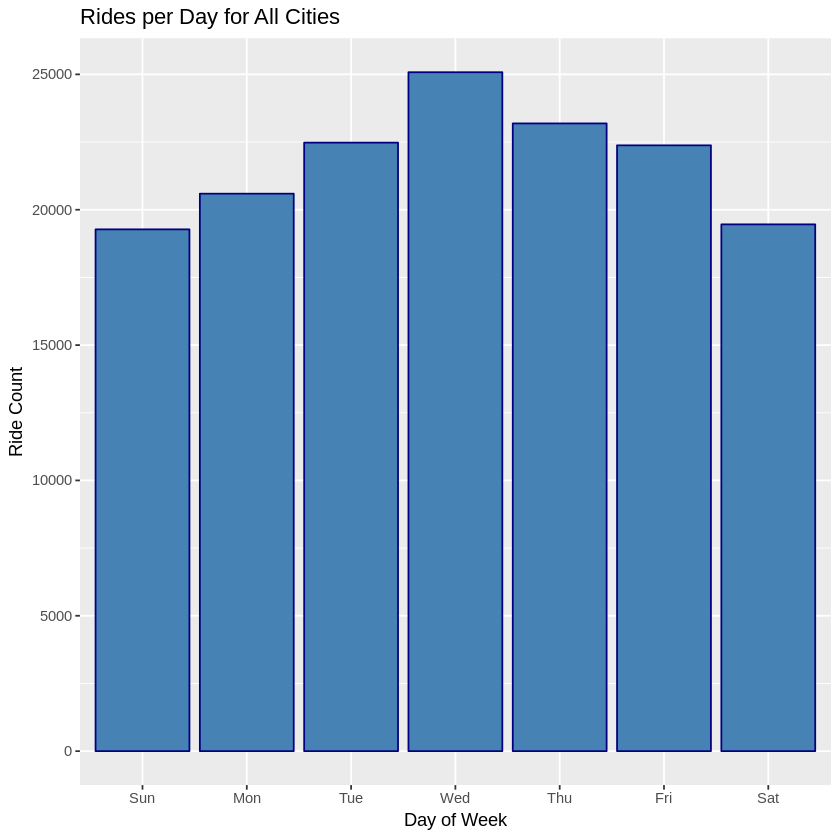 Rides per Day for All Cities
25000
20000
15000
10000
5000
0
Ride Count
Sun Mon Tue Wed Thu Fri Sat
Day of Week